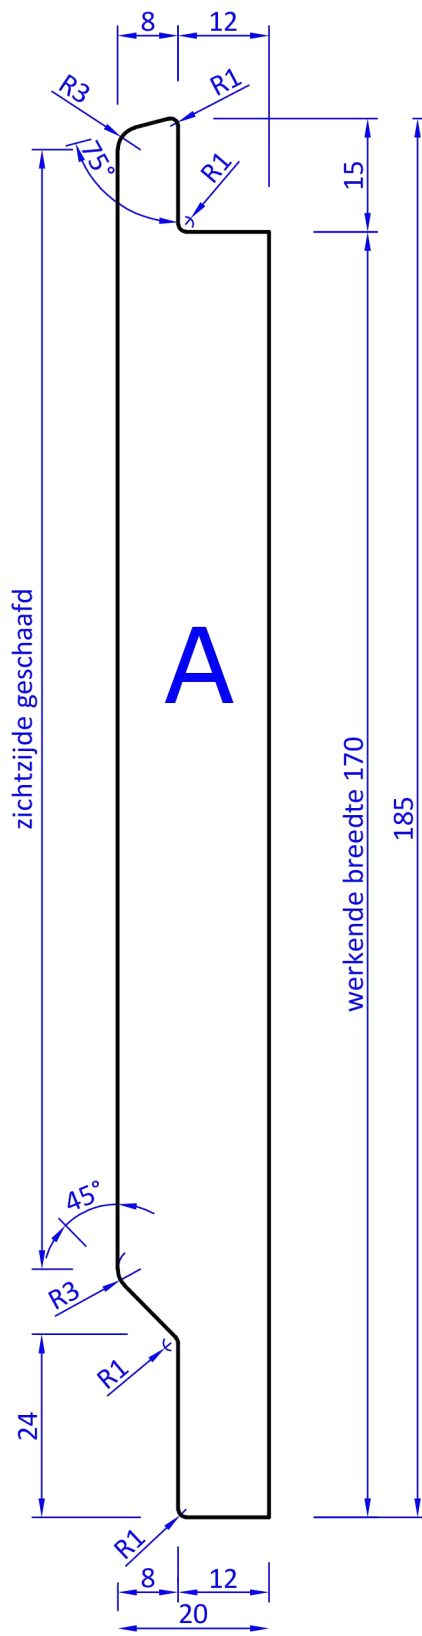 8
12
R3
R1
75°
R1
15
zichtzijde geschaafd
A
werkende breedte 170
185
45°
R3
R1
24
R1
8
12
20